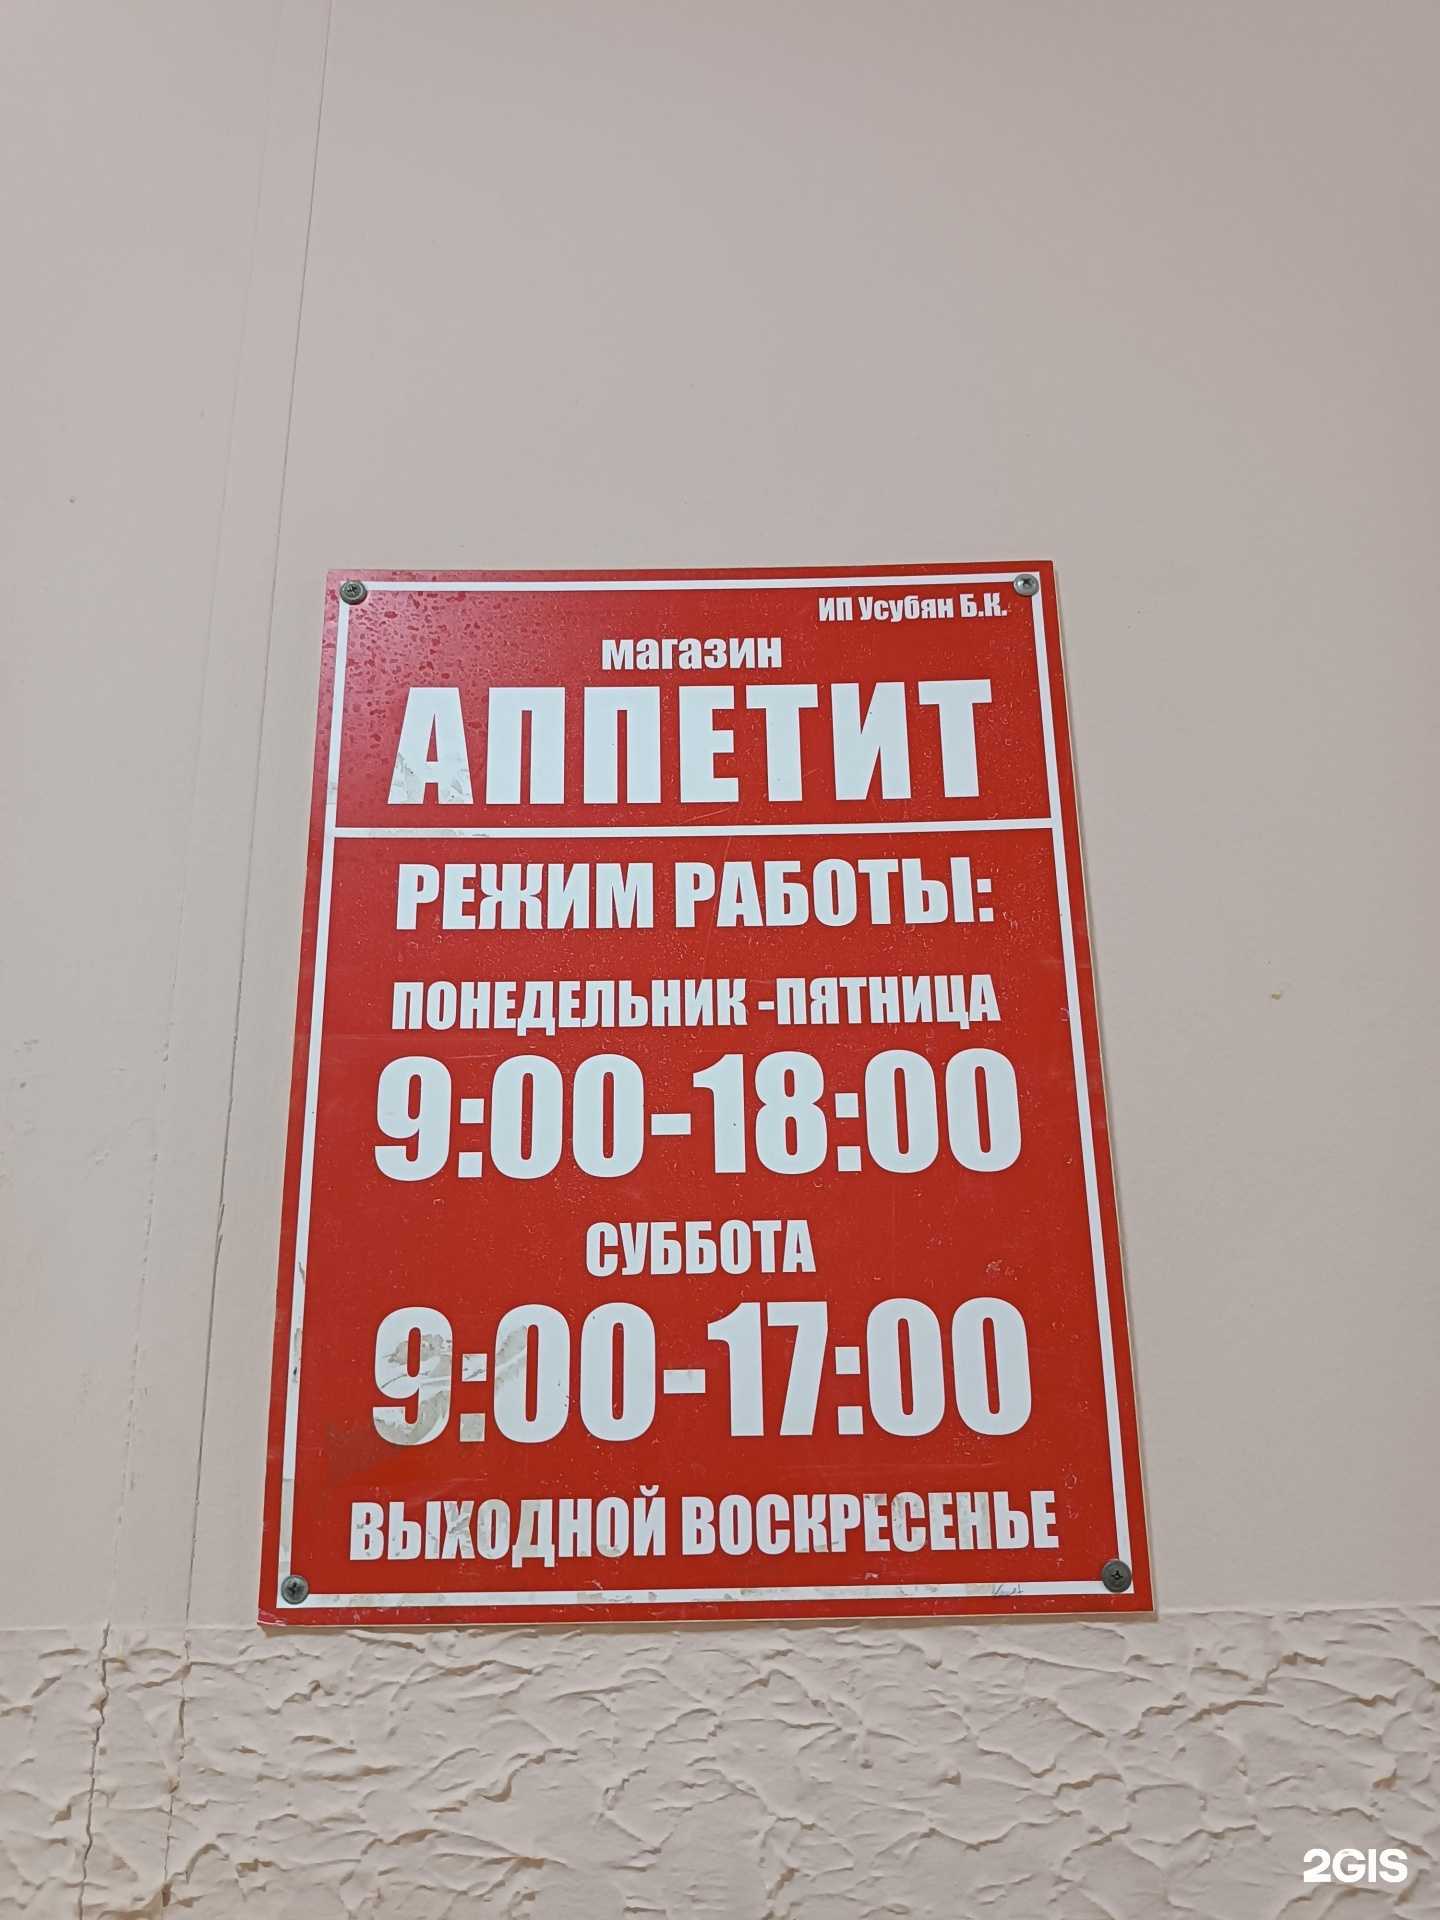 ИП Усубян Б.К.
магазин
АППЕТИТ
РЕЖИМ РАБОТЫ:
ПОНЕДЕЛЬНИК -ПЯТНИЦА
9:00-18:00
СУББОТА
9:00-17:00
ВЫХОДНОЙ ВОСКРЕСЕНЬЕ
2GIS